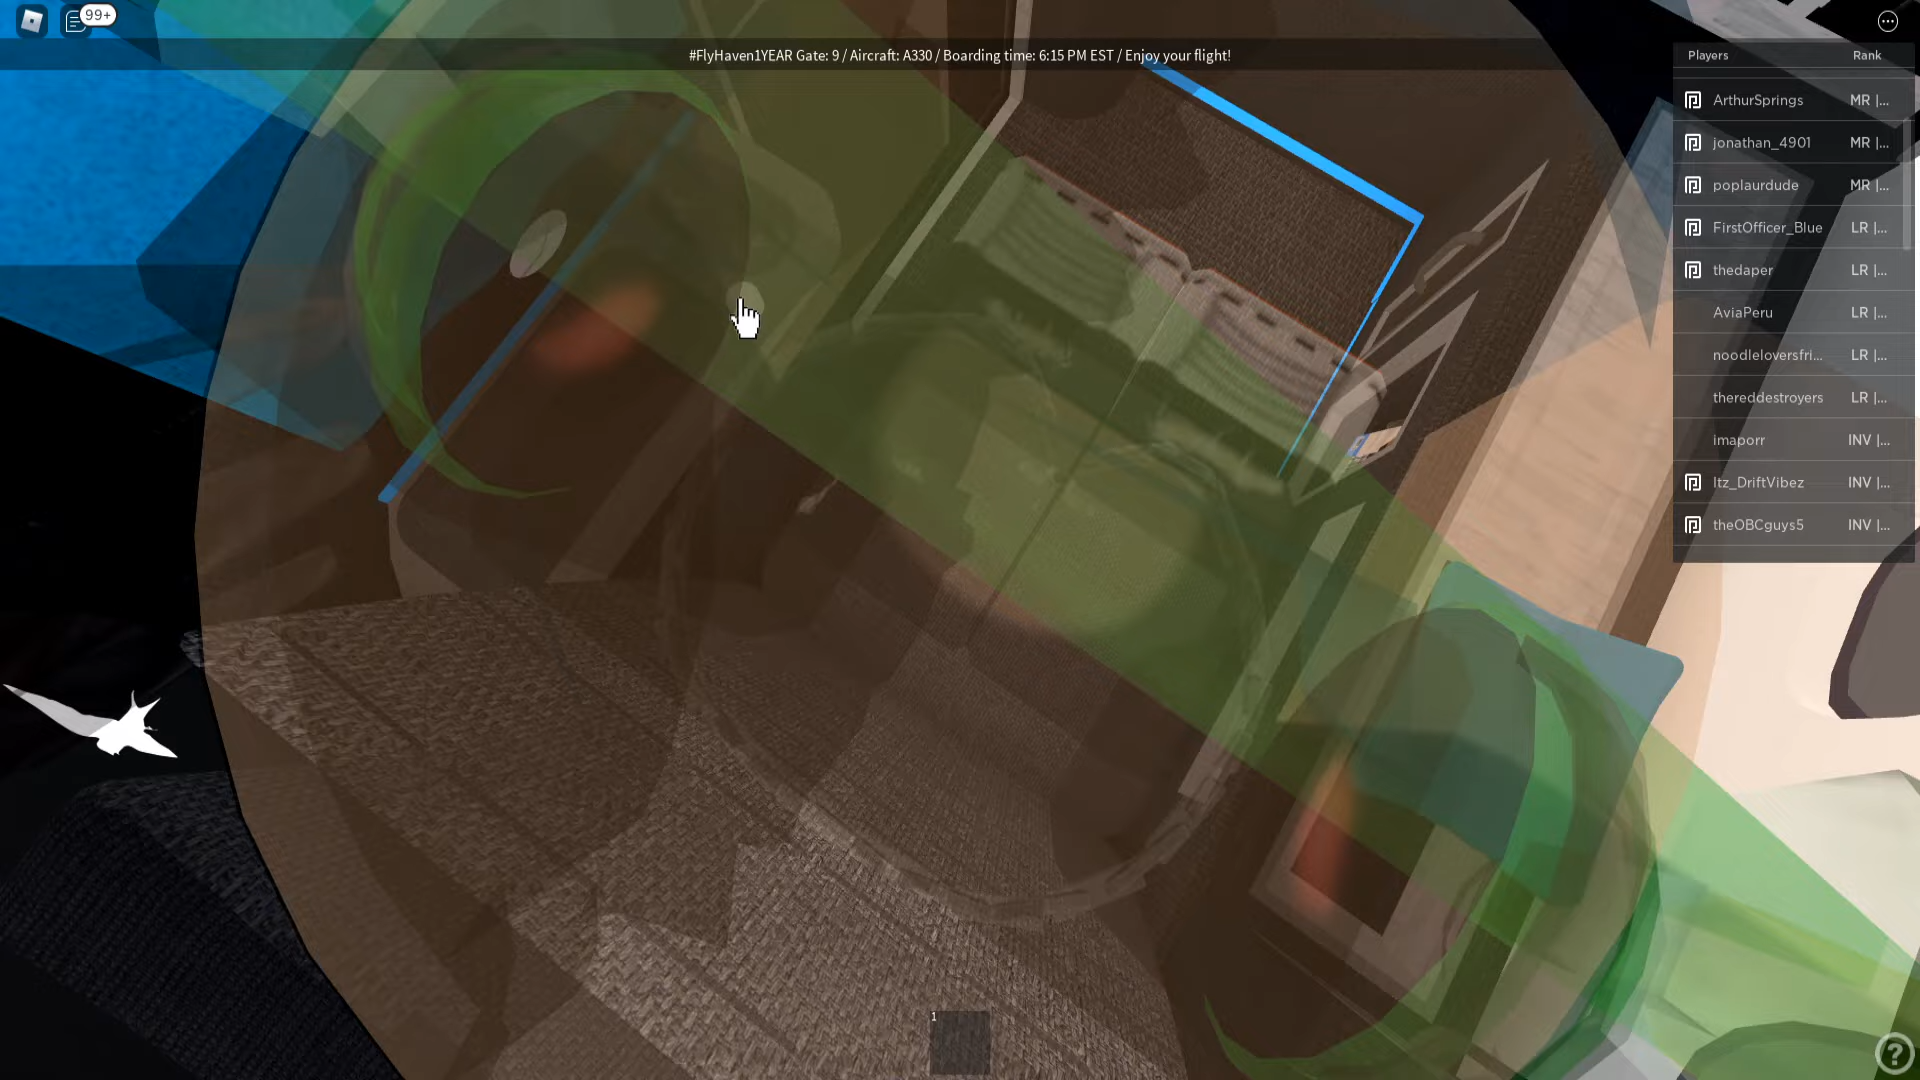 99+
#FlyHaven1YEAR Gate: 9 / Aircraft: A330 / Boarding time: 6:15 PM EST / Enjoy your flight!
Players Rank
ArthurSprings MR |...
jonathan_4901 MR |...
poplaurdude MR |...
FirstOfficer_Blue LR |...
thedaper LR |...
AviaPeru LR |...
noodleloversfri... LR |...
thereddestroyers LR |...
imaporr INV |...
Itz_DriftVibez INV |...
theOBCguys5 INV |...
1
?